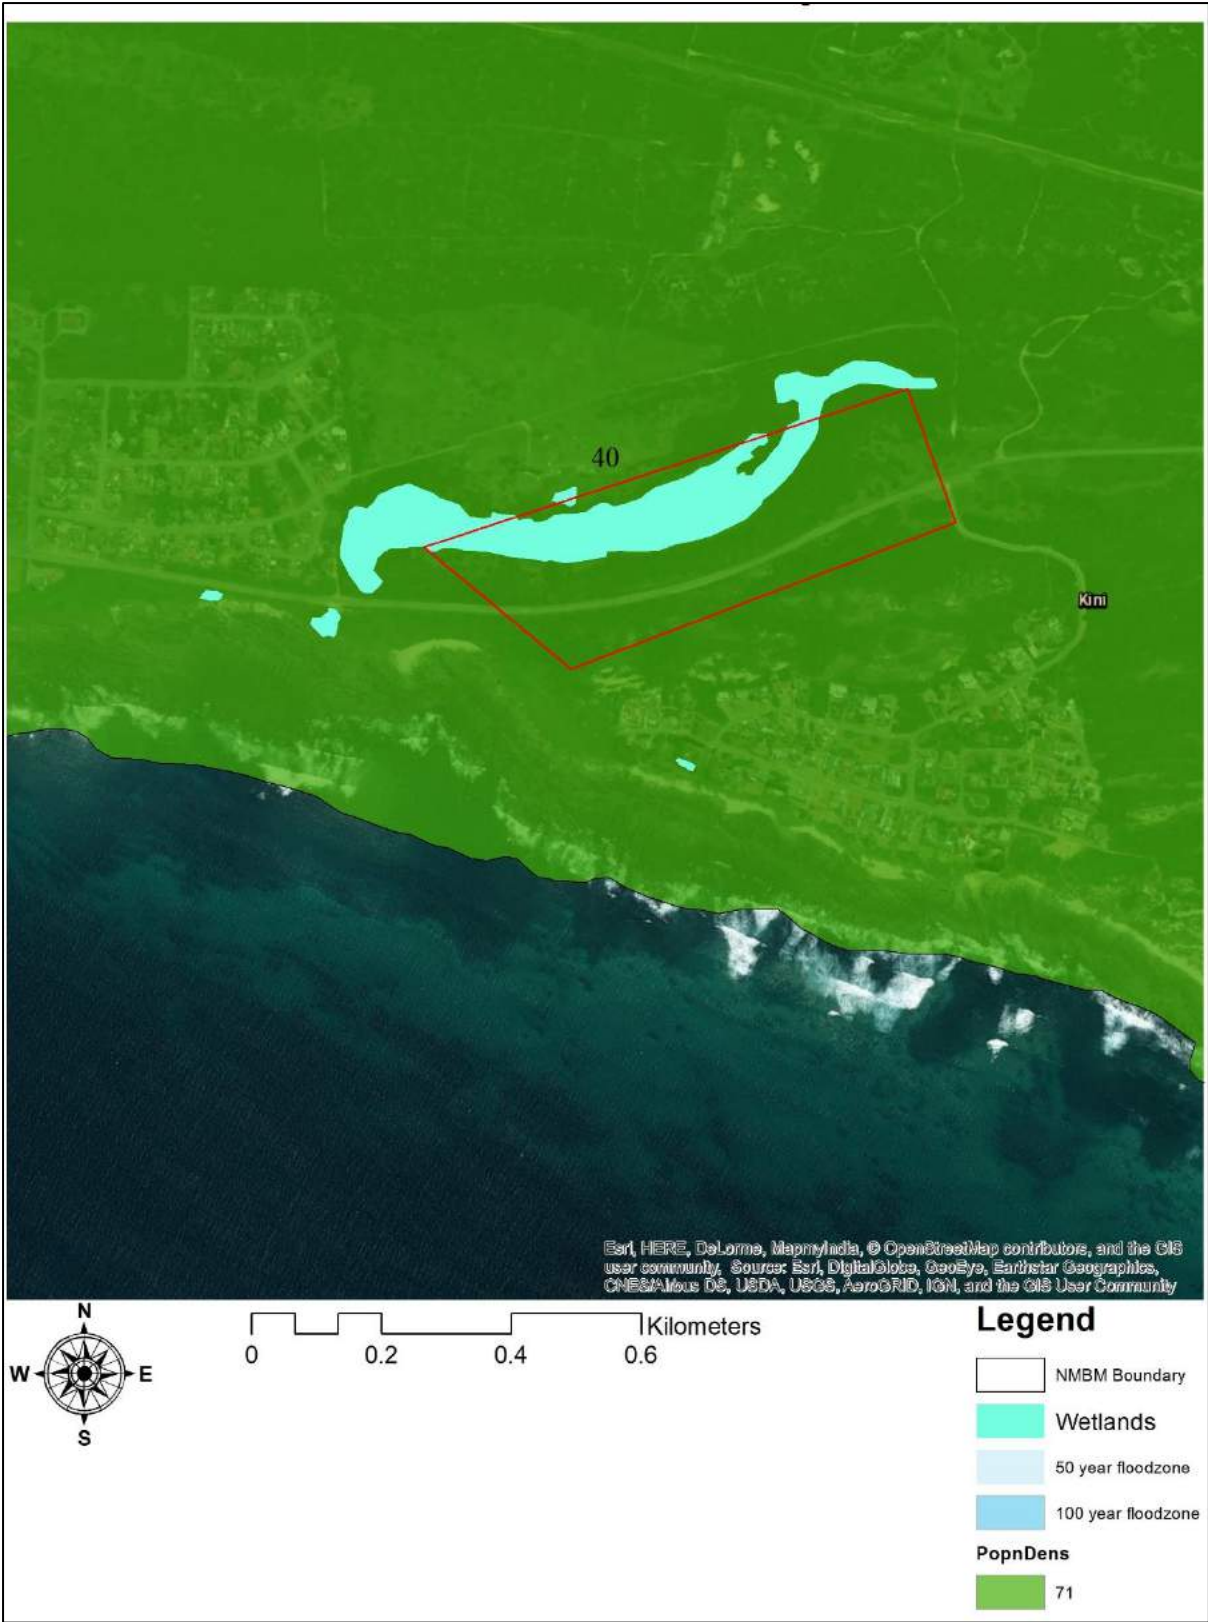 40
Kini
Esri, HERE, DeLorme, MapmyIndia, © OpenStreetMap contributors, and the GIS
user community, Source: Esri, DigitalGlobe, GeoEye, Earthstar Geographics,
CNES/Airbus DS, USDA, USGS, AeroGRID, IGN, and the GIS User Community
N
W E
S
Kilometers
0 0.2 0.4 0.6
Legend
NMBM Boundary
Wetlands
50 year floodzone
100 year floodzone
PopnDens
71